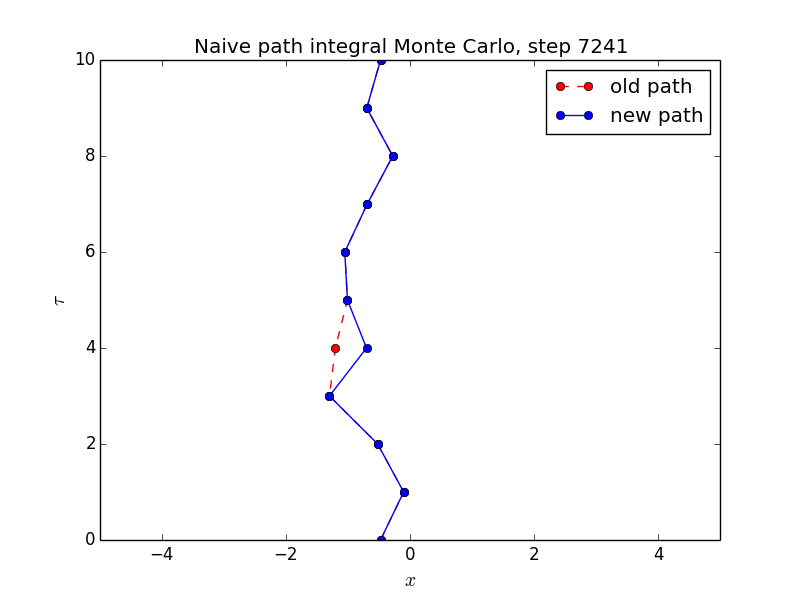 Naive path integral Monte Carlo, step 7241
old path
new path
10
8
6
4
2
0
τ
−4 −2 0 2 4
x